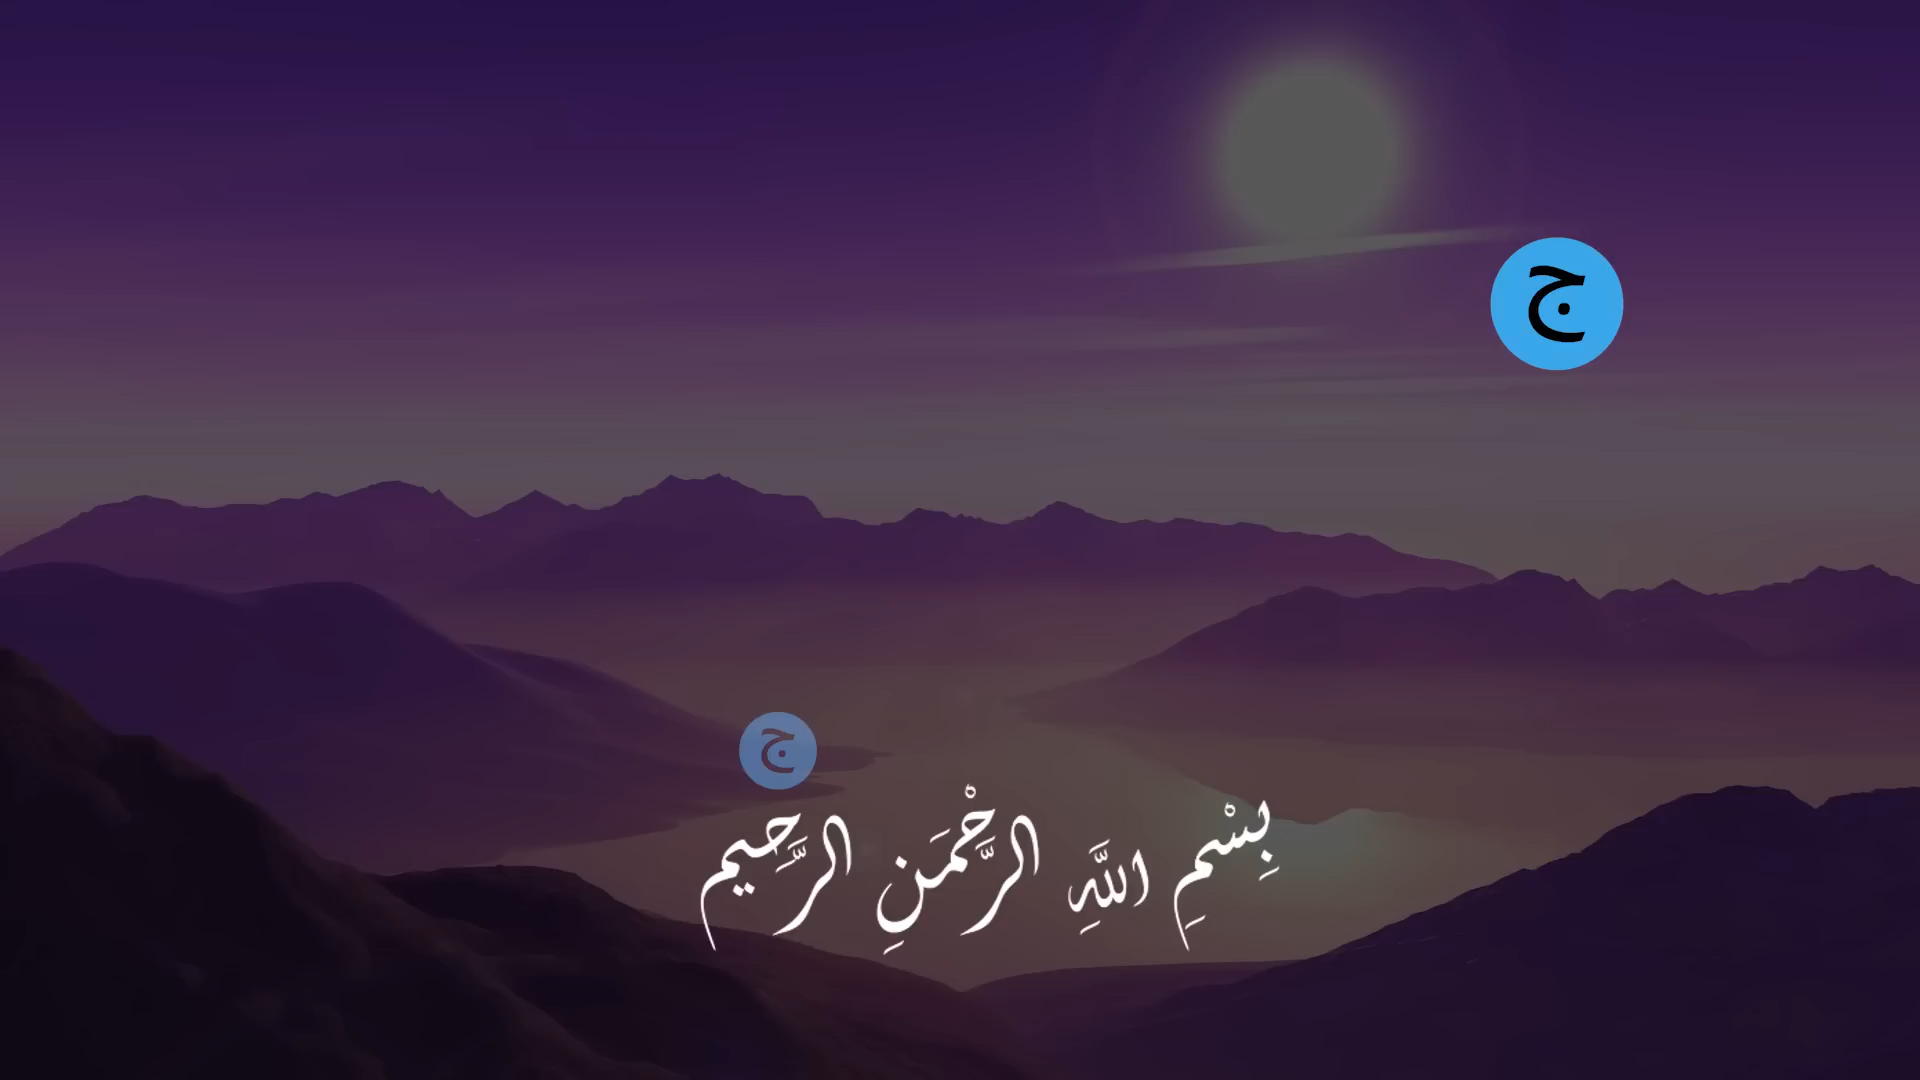 ج
ج
بِسْمِ اللَّهِ الرَّحْمَنِ الرَّحِيم